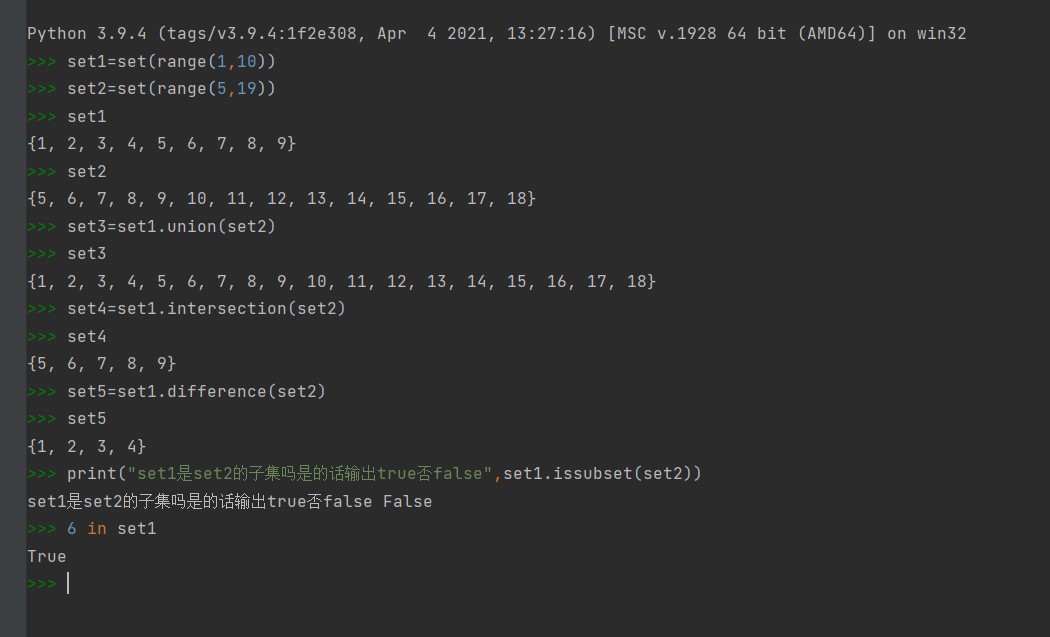 Python 3.9.4 (tags/v3.9.4:1f2e308, Apr  4 2021, 13:27:16) [MSC v.1928 64 bit (AMD64)] on win32
>>> set1=set(range(1,10))
>>> set2=set(range(5,19))
>>> set1
{1, 2, 3, 4, 5, 6, 7, 8, 9}
>>> set2
{5, 6, 7, 8, 9, 10, 11, 12, 13, 14, 15, 16, 17, 18}
>>> set3=set1.union(set2)
>>> set3
{1, 2, 3, 4, 5, 6, 7, 8, 9, 10, 11, 12, 13, 14, 15, 16, 17, 18}
>>> set4=set1.intersection(set2)
>>> set4
{5, 6, 7, 8, 9}
>>> set5=set1.difference(set2)
>>> set5
{1, 2, 3, 4}
>>> print("set1是set2的子集吗是的话输出true否false",set1.issubset(set2))
set1是set2的子集吗是的话输出true否false False
>>> 6 in set1
True
>>>